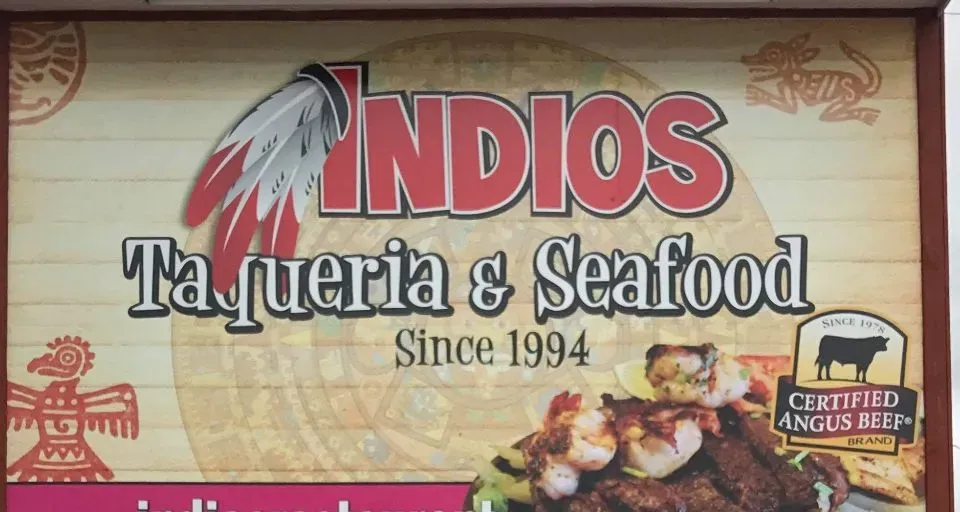 INDIOS
Taqueria & Seafood
Since 1994
SINCE 1978
CERTIFIED
ANGUS BEEF®
BRAND